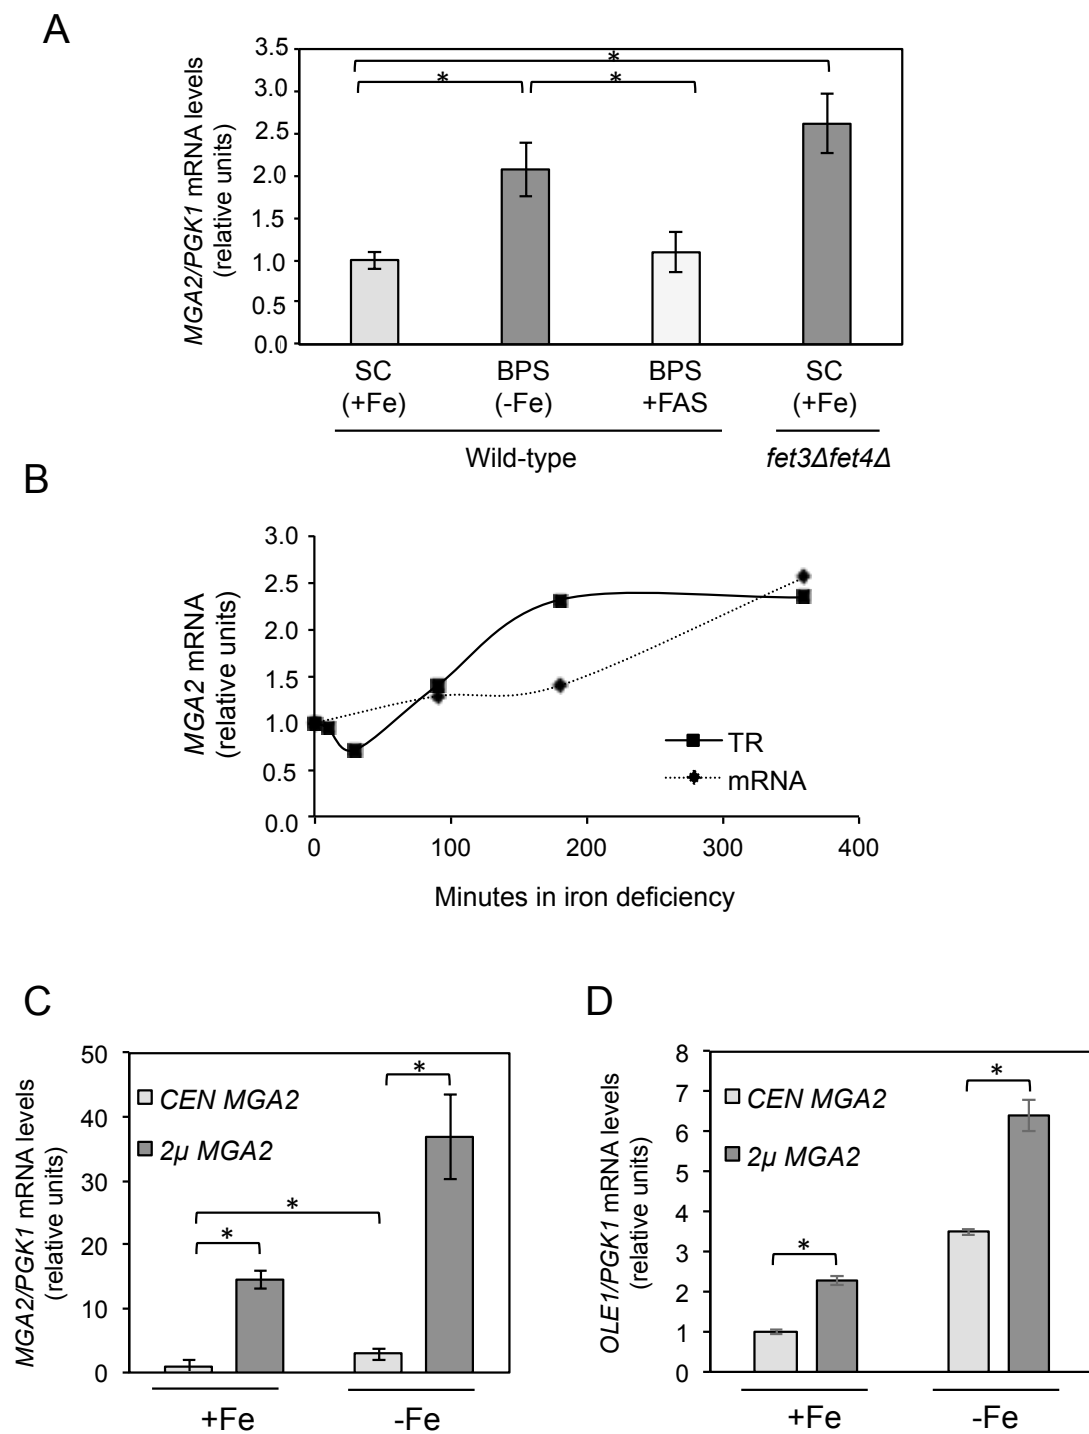 A
MGA2/PGK1 mRNA levels
(relative units)
3.5
3.0
2.5
2.0
1.5
1.0
0.5
0.0
*
*
*
SC
(+Fe)
BPS
(-Fe)
BPS
+FAS
SC
(+Fe)
Wild-type
fet3Δfet4Δ
B
MGA2 mRNA
(relative units)
3.0
2.5
2.0
1.5
1.0
0.5
0.0
TR
mRNA
0 100 200 300 400
Minutes in iron deficiency
C
MGA2/PGK1 mRNA levels
(relative units)
50
40
30
20
10
0
CEN MGA2
2μ MGA2
*
*
*
+Fe
-Fe
D
OLE1/PGK1 mRNA levels
(relative units)
8
7
6
5
4
3
2
1
0
CEN MGA2
2μ MGA2
*
*
+Fe
-Fe